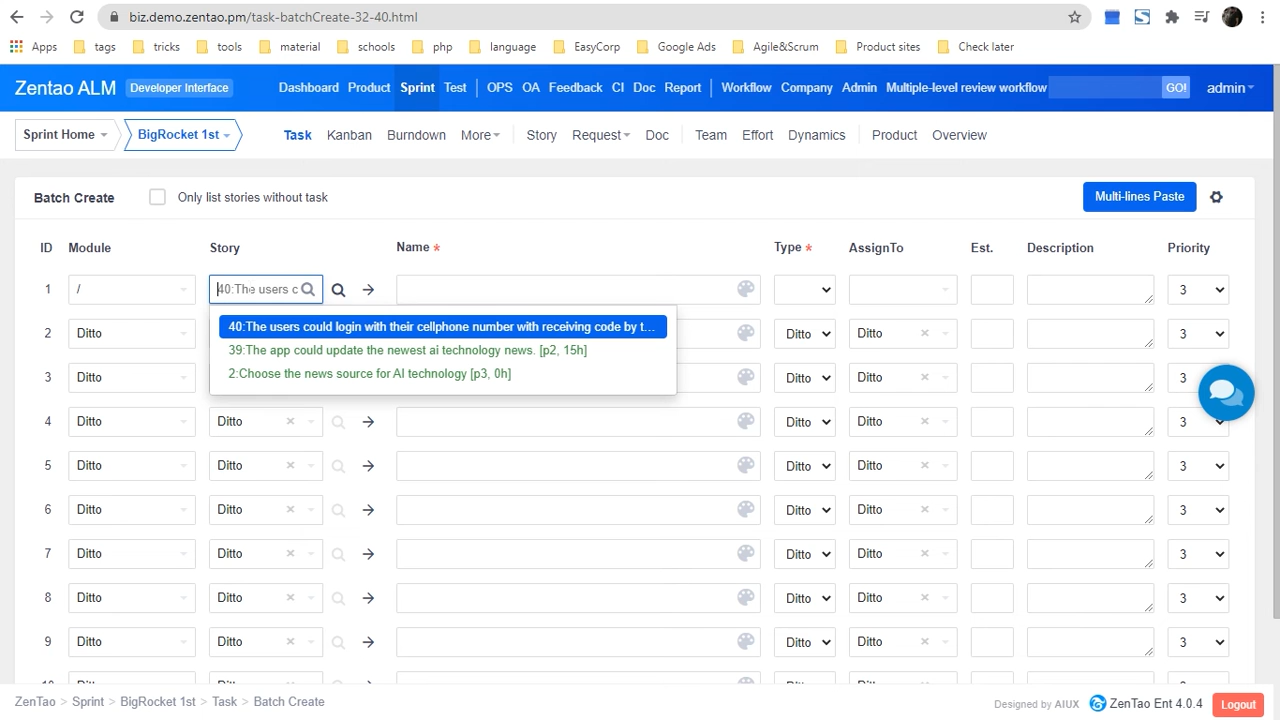 biz.demo.zentao.pm/task-batchCreate-32-40.html
Apps tags tricks tools material schools php language EasyCorp Google Ads Agile&Scrum Product sites Check later
Zentao ALM Developer Interface Dashboard Product Sprint Test OPS OA Feedback CI Doc Report Workflow Company Admin Multiple-level review workflow GO! admin
Sprint Home BigRocket 1st Task Kanban Burndown More Story Request Doc Team Effort Dynamics Product Overview
Batch Create Only list stories without task Multi-lines Paste
ID Module Story Name * Type * AssignTo Est. Description Priority
1 / 40:The users c 3
40:The users could login with their cellphone number with receiving code by t...
2 Ditto Ditto Ditto 3
39:The app could update the newest ai technology news. [p2, 15h]
2:Choose the news source for AI technology [p3, 0h]
3 Ditto Ditto Ditto 3
4 Ditto Ditto Ditto Ditto 3
5 Ditto Ditto Ditto Ditto 3
6 Ditto Ditto Ditto Ditto 3
7 Ditto Ditto Ditto Ditto 3
8 Ditto Ditto Ditto Ditto 3
9 Ditto Ditto Ditto Ditto 3
ZenTao > Sprint > BigRocket 1st > Task > Batch Create Designed by AIUX ZenTao Ent 4.0.4 Logout